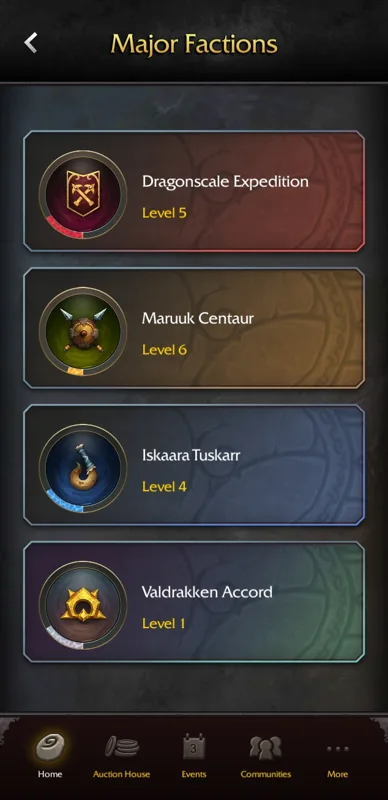 Major Factions
Dragonscale Expedition
Level 5
Maruuk Centaur
Level 6
Iskaara Tuskarr
Level 4
Valdrakken Accord
Level 1
3
Home
Auction House
Events
Communities
More